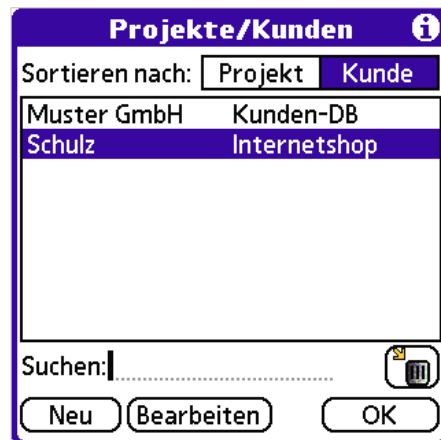 Projekte/Kunden i
Sortieren nach: Projekt Kunde
Muster GmbH Kunden-DB
Schulz Internetshop
Suchen:
Neu Bearbeiten OK